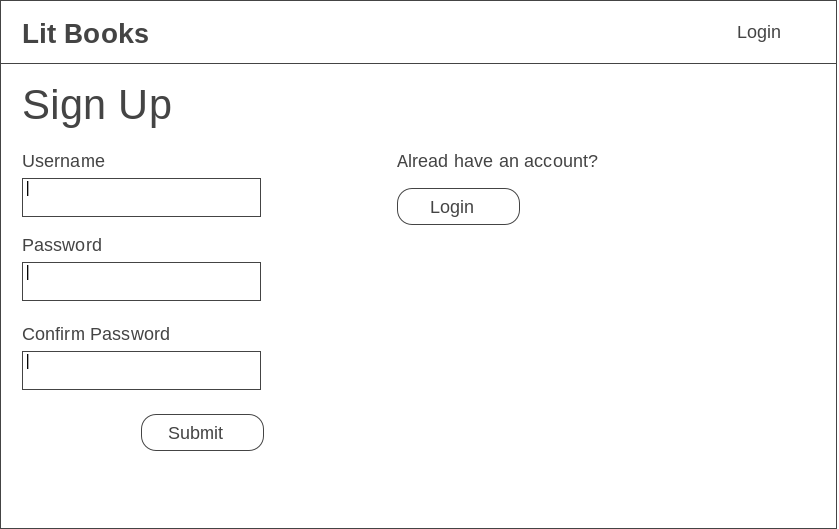 Lit Books
Login
Sign Up
Username
Password
Confirm Password
Submit
Alread have an account?
Login